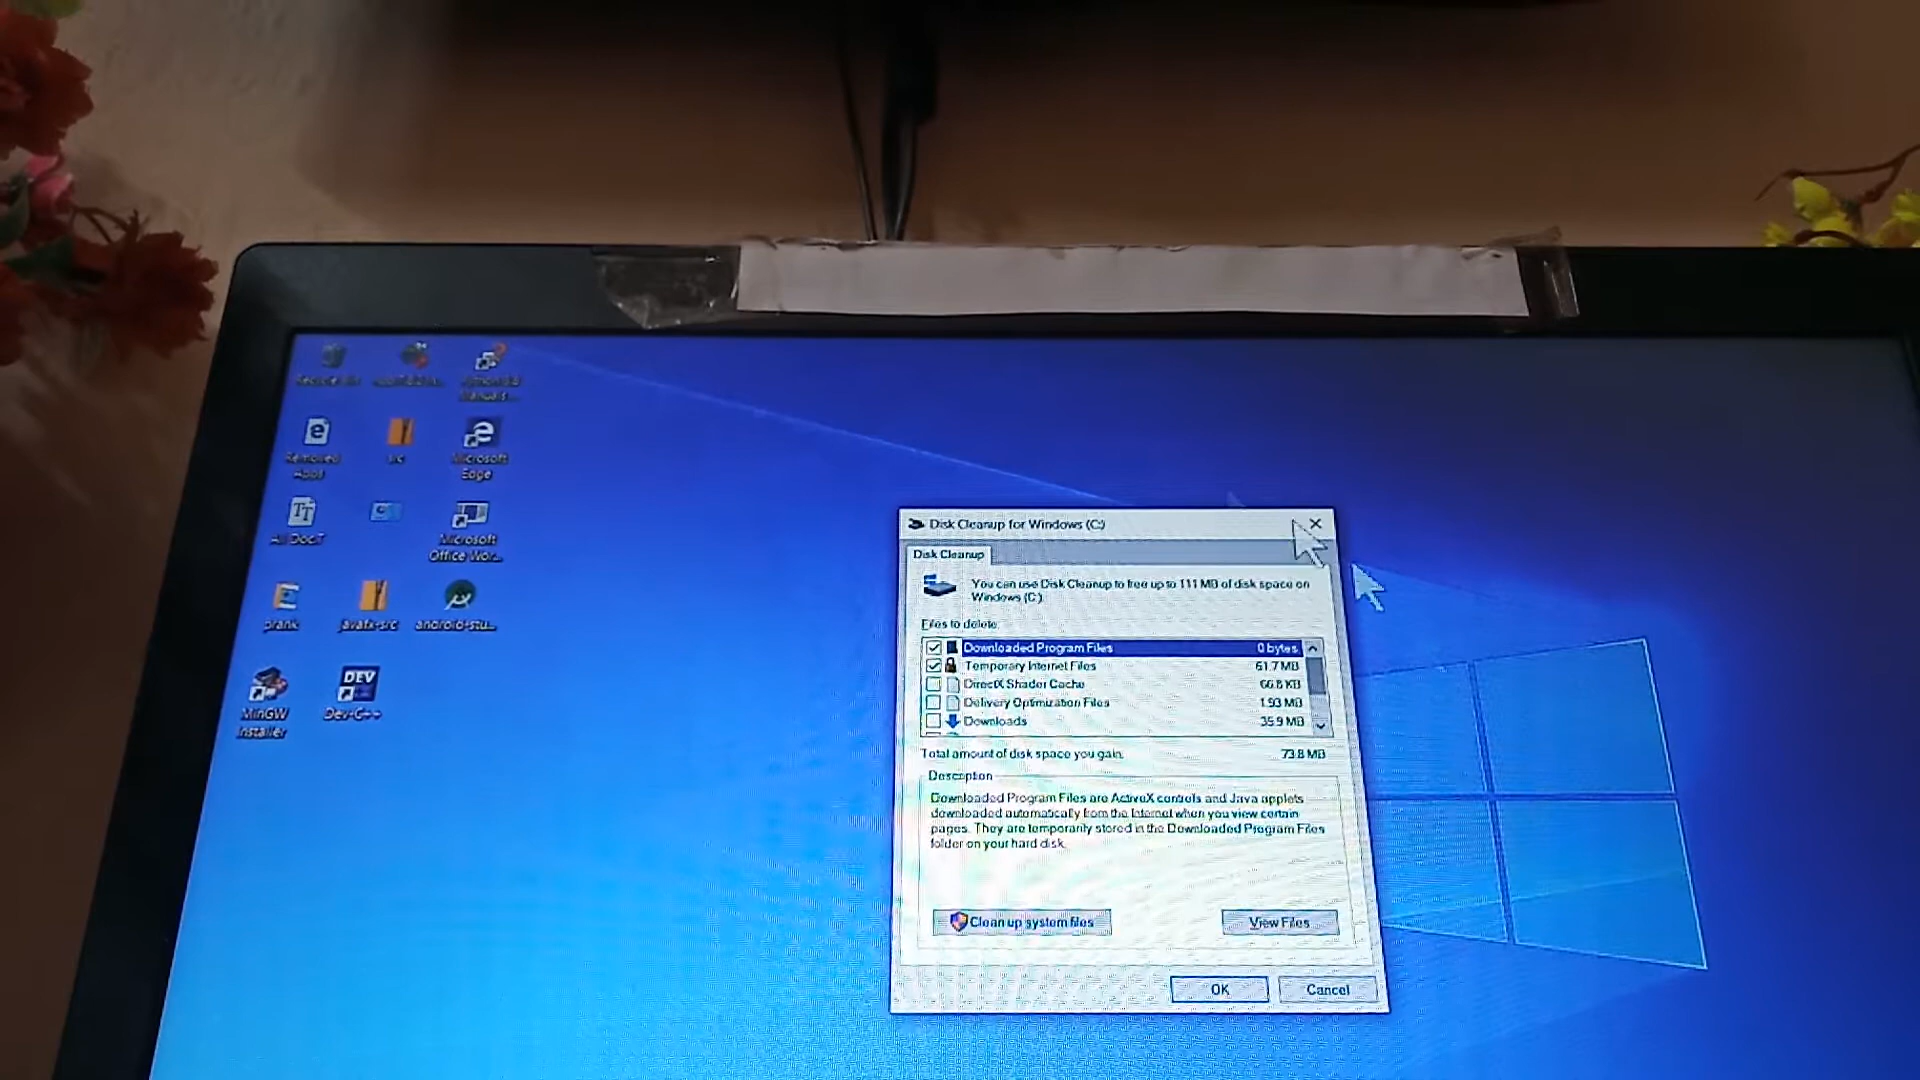 Recycle Bin
Removed
Apps
Microsoft
Edge
Microsoft
Office Wor...
prank
javafx-src
android-stu...
MinGW
Installer
DEV
Dev-C++
Disk Cleanup for Windows (C:)
Disk Cleanup
You can use Disk Cleanup to free up to 111 MB of disk space on
Windows (C:).
Files to delete:
Downloaded Program Files 0 bytes
Temporary Internet Files 61.7 MB
DirectX Shader Cache 66.8 KB
Delivery Optimization Files 1.93 MB
Downloads 35.9 MB
Total amount of disk space you gain: 73.8 MB
Description
Downloaded Program Files are ActiveX controls and Java applets
downloaded automatically from the Internet when you view certain
pages. They are temporarily stored in the Downloaded Program Files
folder on your hard disk.
Clean up system files
View Files
OK
Cancel